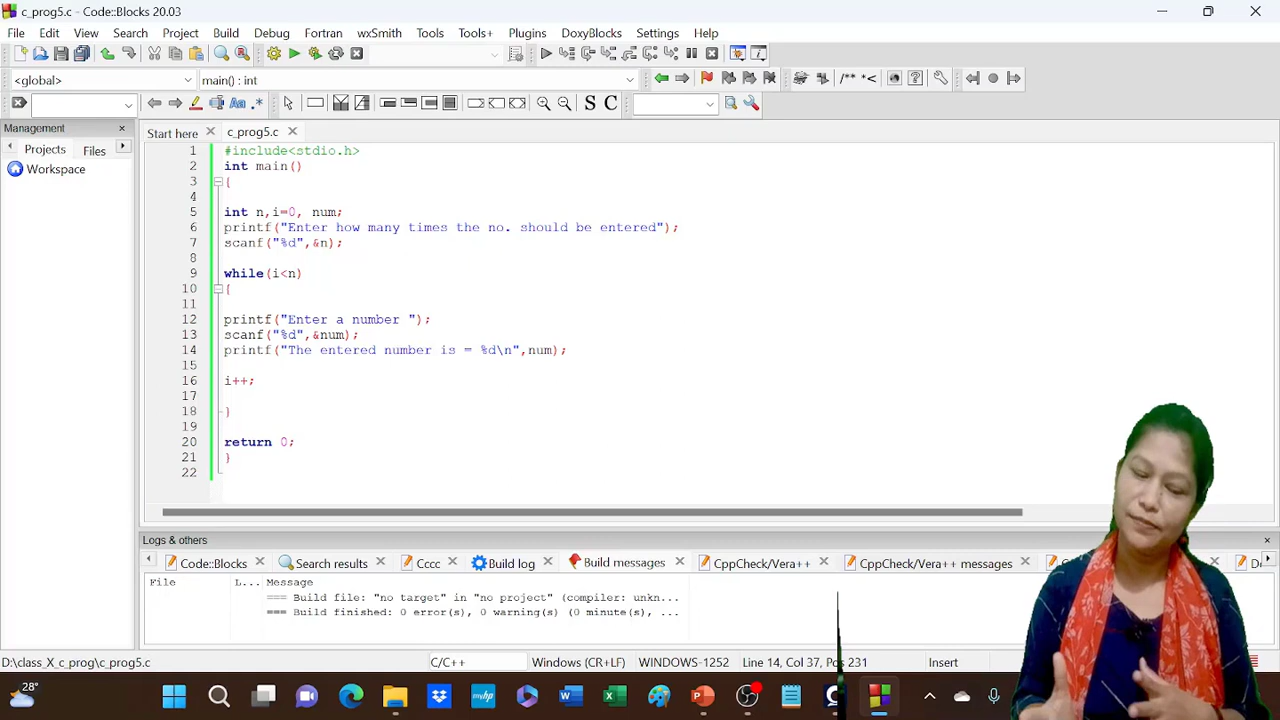 c_prog5.c - Code::Blocks 20.03
File Edit View Search Project Build Debug Fortran wxSmith Tools Tools+ Plugins DoxyBlocks Settings Help
<global> main() : int
/** *<
Aa .*
S C
Management
Projects Files
Workspace
Start here c_prog5.c
1 #include<stdio.h>
2 int main()
3 {
4
5 int n,i=0, num;
6 printf("Enter how many times the no. should be entered");
7 scanf("%d",&n);
8
9 while(i<n)
10 {
11
12 printf("Enter a number ");
13 scanf("%d",&num);
14 printf("The entered number is = %d\n",num);
15
16 i++;
17
18 }
19
20 return 0;
21 }
22
Logs & others
Code::Blocks Search results Cccc Build log Build messages CppCheck/Vera++ CppCheck/Vera++ messages
File L... Message
=== Build file: "no target" in "no project" (compiler: unkn...
=== Build finished: 0 error(s), 0 warning(s) (0 minute(s), ...
D:\class_X_c_prog\c_prog5.c C/C++ Windows (CR+LF) WINDOWS-1252 Line 14, Col 37, Pos 231 Insert
28°